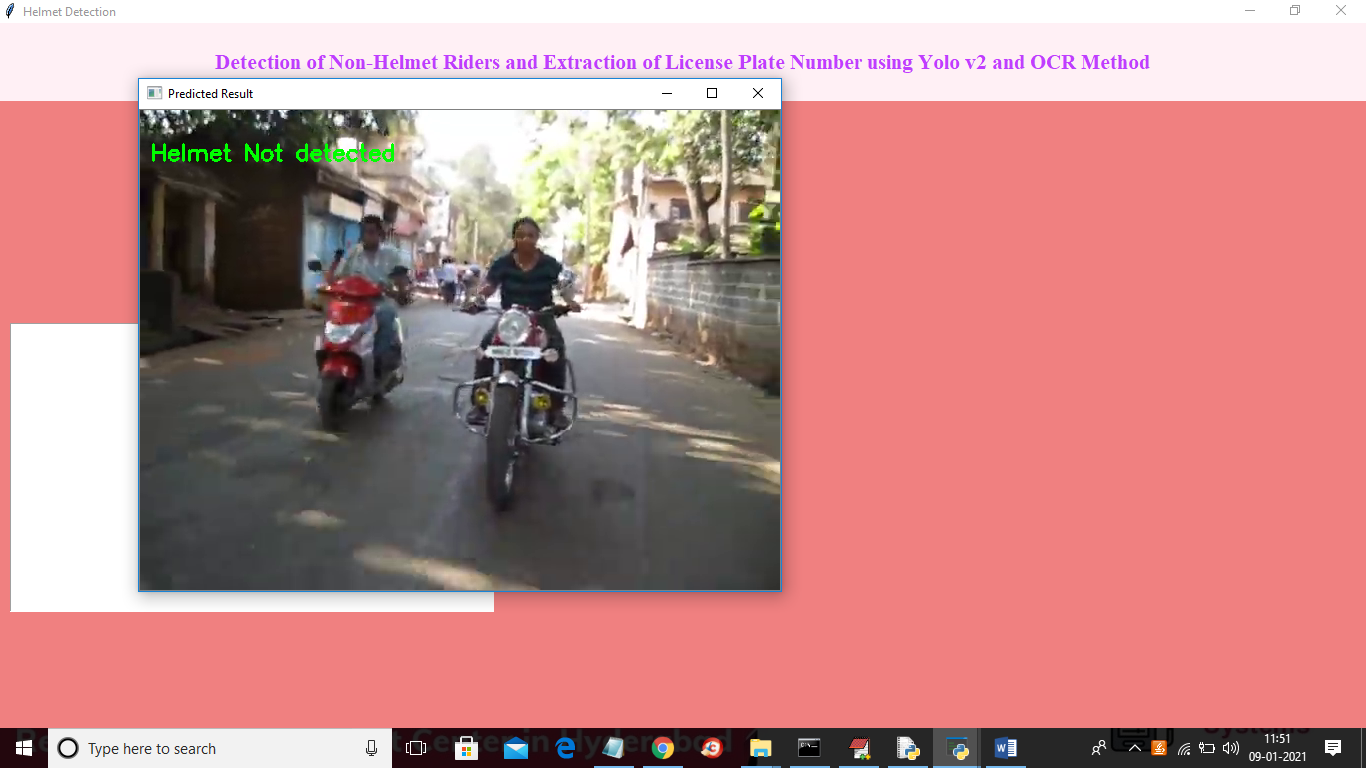 Helmet Detection
Detection of Non-Helmet Riders and Extraction of License Plate Number using Yolo v2 and OCR Method
Predicted Result
Helmet Not detected
Type here to search
Systems
11:51
09-01-2021